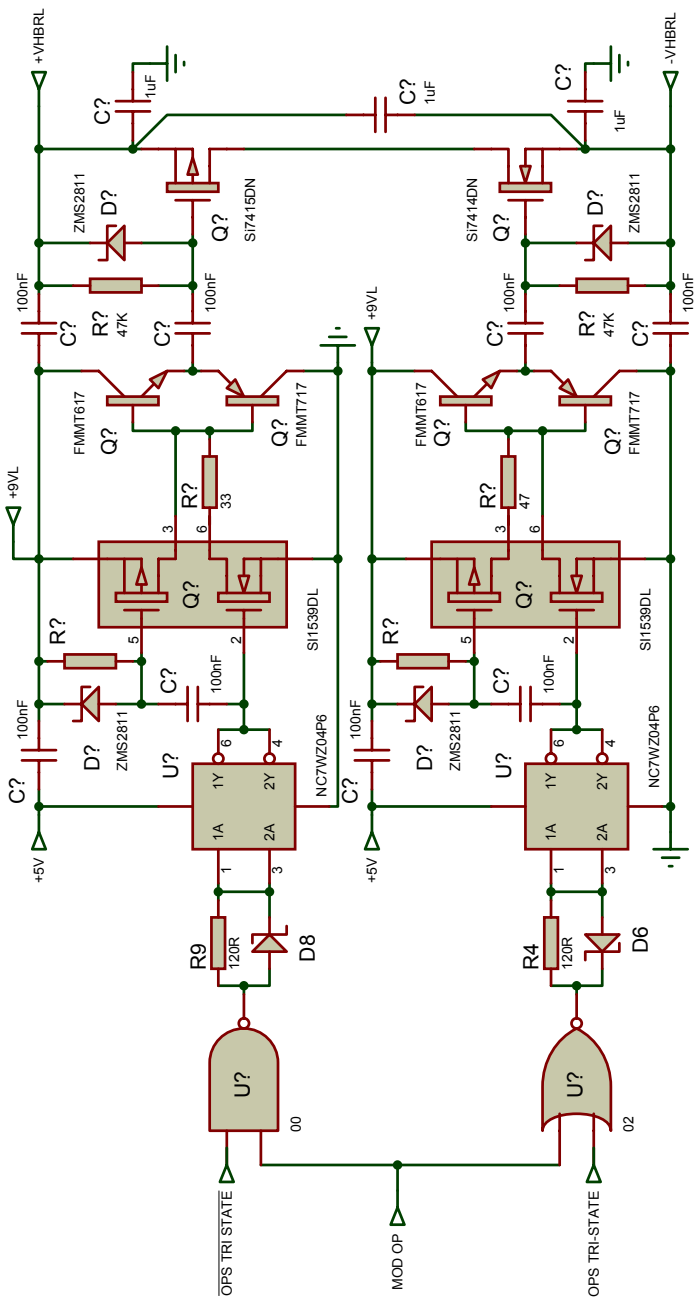 +5V
C?
100nF
D?
ZMS2811
R?
+9VL
C?
100nF
U?
1A
1Y
2A
2Y
1
3
6
4
NC7WZ04P6
Q?
5
2
3
6
SI1539DL
R?
33
FMMT617
Q?
Q?
FMMT717
C?
100nF
C?
100nF
R?
47K
D?
ZMS2811
Q?
Si7415DN
C?
1uF
+VHBRL
C?
1uF
OPS TRI STATE
U?
00
R9
120R
D8
MOD OP
OPS TRI-STATE
U?
02
R4
120R
D6
+5V
C?
100nF
D?
ZMS2811
R?
+9VL
C?
100nF
U?
1A
1Y
2A
2Y
1
3
6
4
NC7WZ04P6
Q?
5
2
3
6
SI1539DL
R?
47
FMMT617
Q?
Q?
FMMT717
C?
100nF
C?
100nF
R?
47K
D?
ZMS2811
Q?
Si7414DN
C?
1uF
-VHBRL